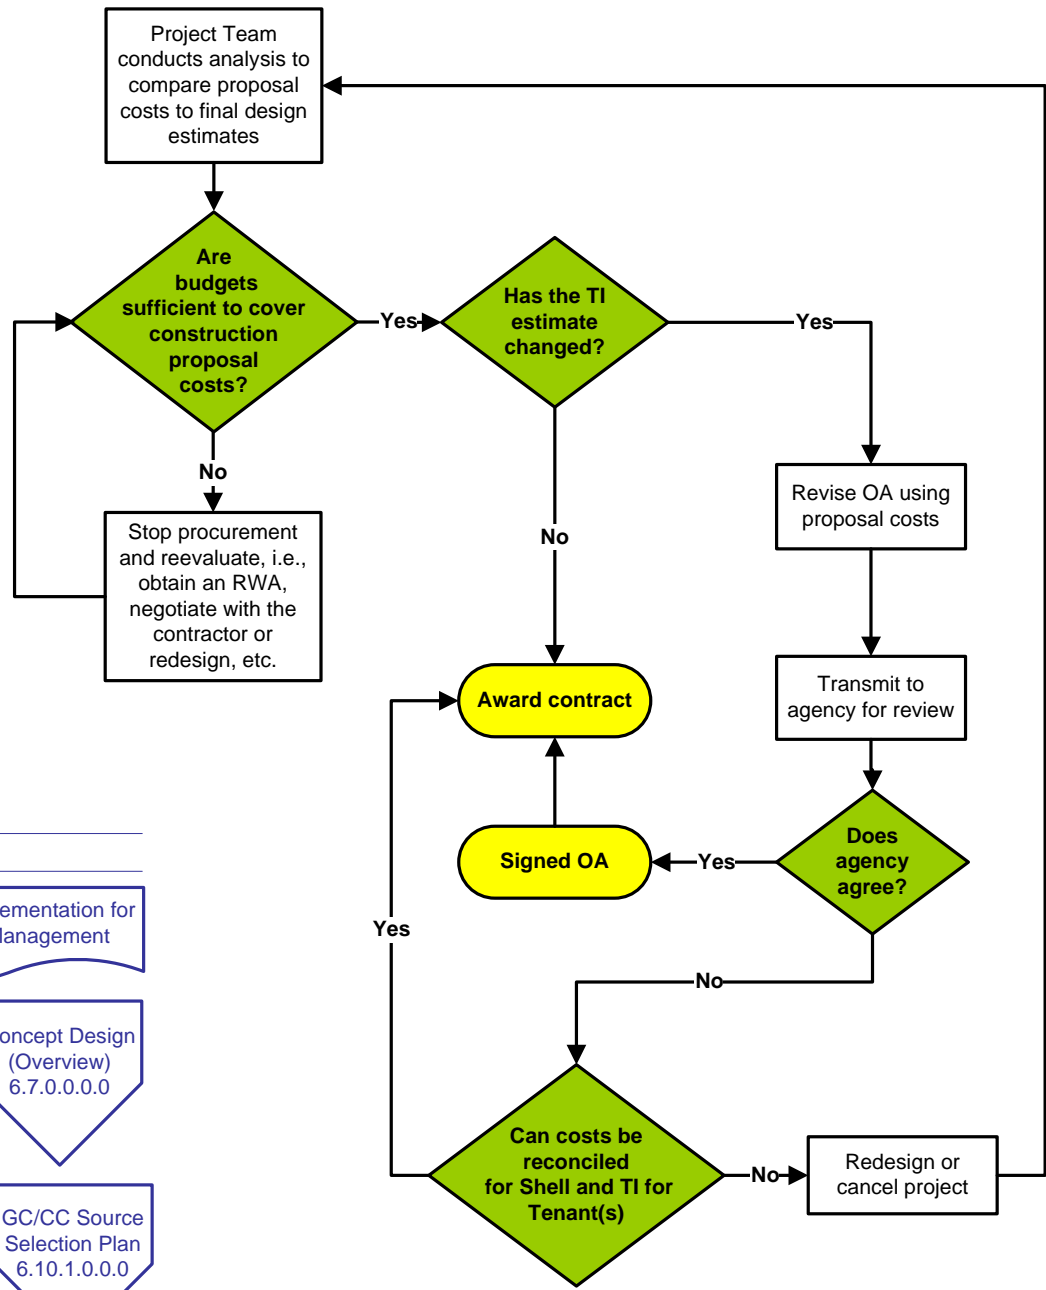 Project Team
conducts analysis to
compare proposal
costs to final design
estimates
Are
budgets
sufficient to cover
construction
proposal
costs?
Yes
Has the TI
estimate
changed?
Yes
No
Stop procurement
and reevaluate, i.e.,
obtain an RWA,
negotiate with the
contractor or
redesign, etc.
No
Revise OA using
proposal costs
Transmit to
agency for review
Award contract
Does
agency
agree?
Yes
Signed OA
Yes
No
Can costs be
reconciled
for Shell and TI for
Tenant(s)
No
Redesign or
cancel project
ementation for
anagement
oncept Design
(Overview)
6.7.0.0.0.0
GC/CC Source
Selection Plan
6.10.1.0.0.0